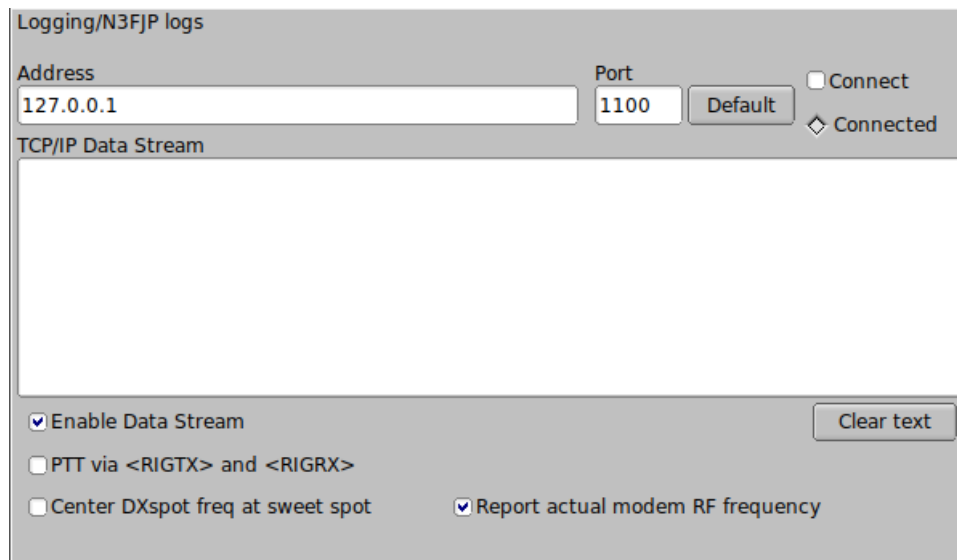 Logging/N3FJP logs
Address
Port
Connect
127.0.0.1
1100
Default
Connected
TCP/IP Data Stream
Enable Data Stream
Clear text
PTT via <RIGTX> and <RIGRX>
Center DXspot freq at sweet spot
Report actual modem RF frequency